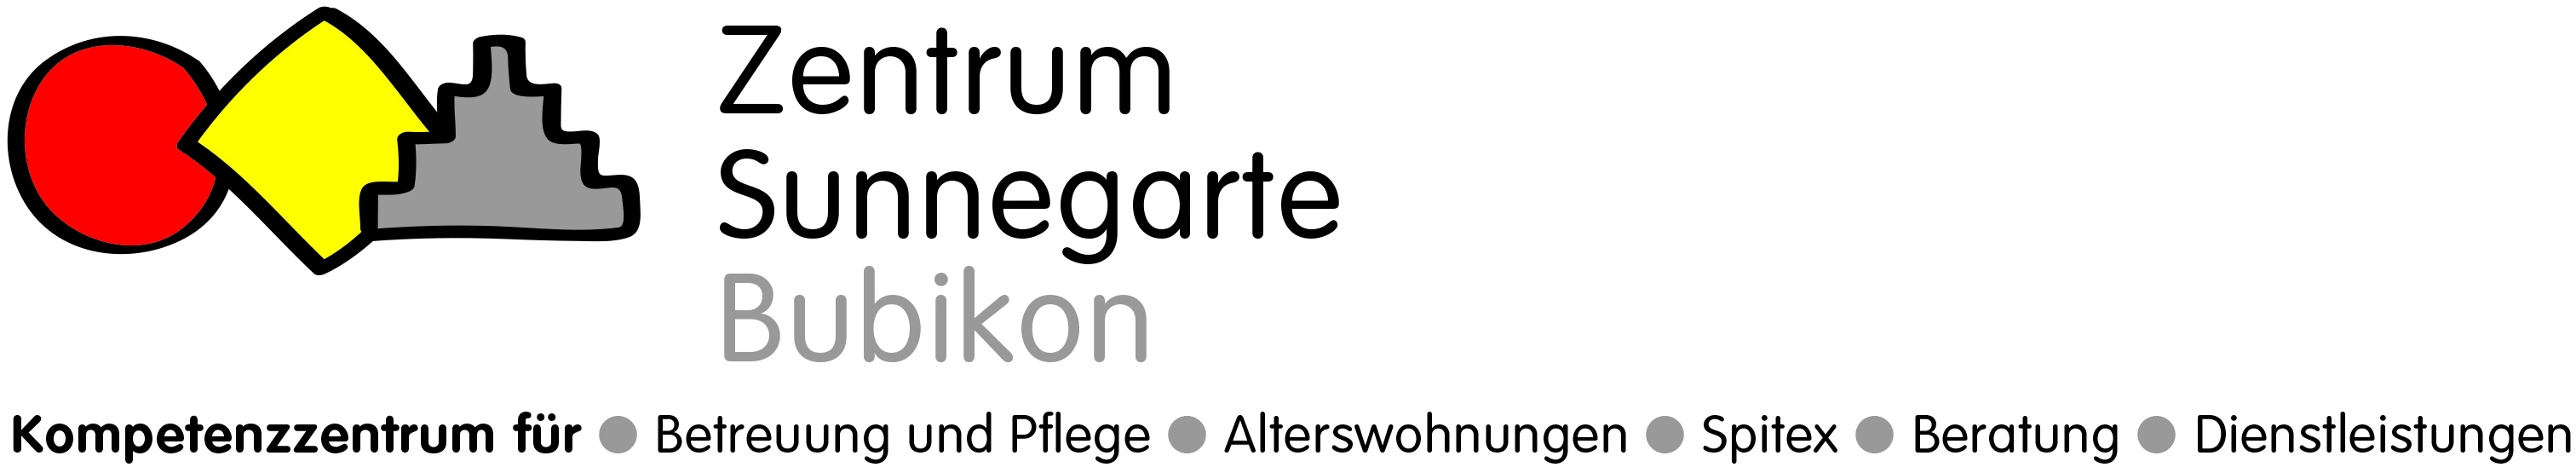 Zentrum
Sunnegarte
Bubikon
Kompetenzzentrum für ● Betreuung und Pflege ● Alterswohnungen ● Spitex ● Beratung ● Dienstleistungen